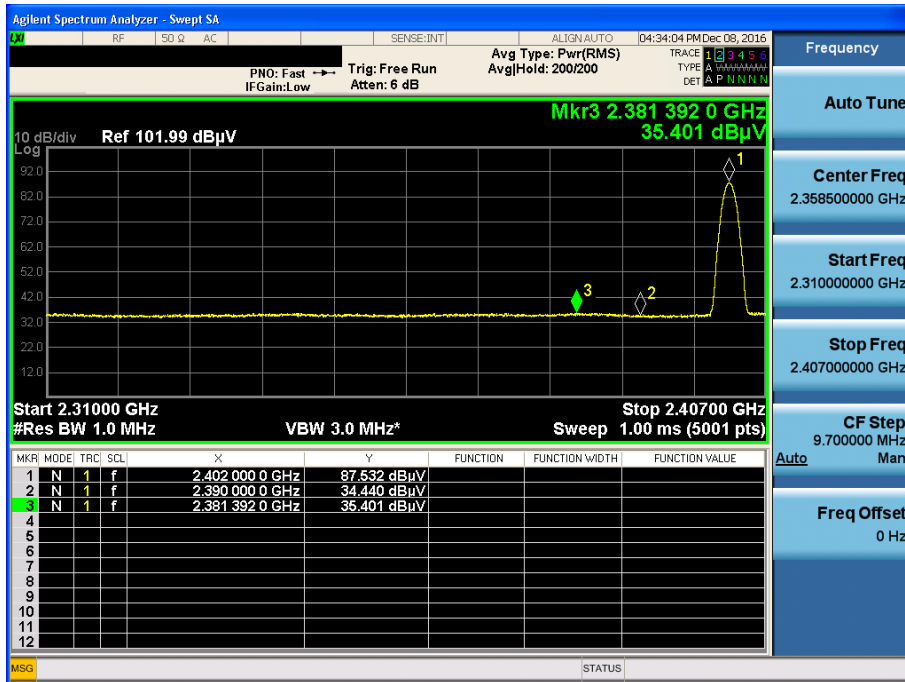 Agilent Spectrum Analyzer - Swept SA
LXI RF 50 Ω AC SENSE:INT ALIGN AUTO 04:34:04 PM Dec 08, 2016
PNO: Fast
IFGain:Low
Trig: Free Run
Atten: 6 dB
Avg Type: Pwr(RMS)
Avg|Hold: 200/200
TRACE 1 2 3 4 5 6
TYPE A WWWWW
DET A P N N N N
Mkr3 2.381 392 0 GHz
35.401 dBµV
10 dB/div Ref 101.99 dBµV
Log
92.0
82.0
72.0
62.0
52.0
42.0
32.0
22.0
12.0
1
3
2
Start 2.31000 GHz
Stop 2.40700 GHz
#Res BW 1.0 MHz
VBW 3.0 MHz*
Sweep 1.00 ms (5001 pts)
MKR MODE TRC SCL X Y FUNCTION FUNCTION WIDTH FUNCTION VALUE
1 N 1 f 2.402 000 0 GHz 87.532 dBµV
2 N 1 f 2.390 000 0 GHz 34.440 dBµV
3 N 1 f 2.381 392 0 GHz 35.401 dBµV
4
5
6
7
8
9
10
11
12
MSG
STATUS
Frequency
Auto Tune
Center Freq
2.358500000 GHz
Start Freq
2.310000000 GHz
Stop Freq
2.407000000 GHz
CF Step
9.700000 MHz
Auto Man
Freq Offset
0 Hz